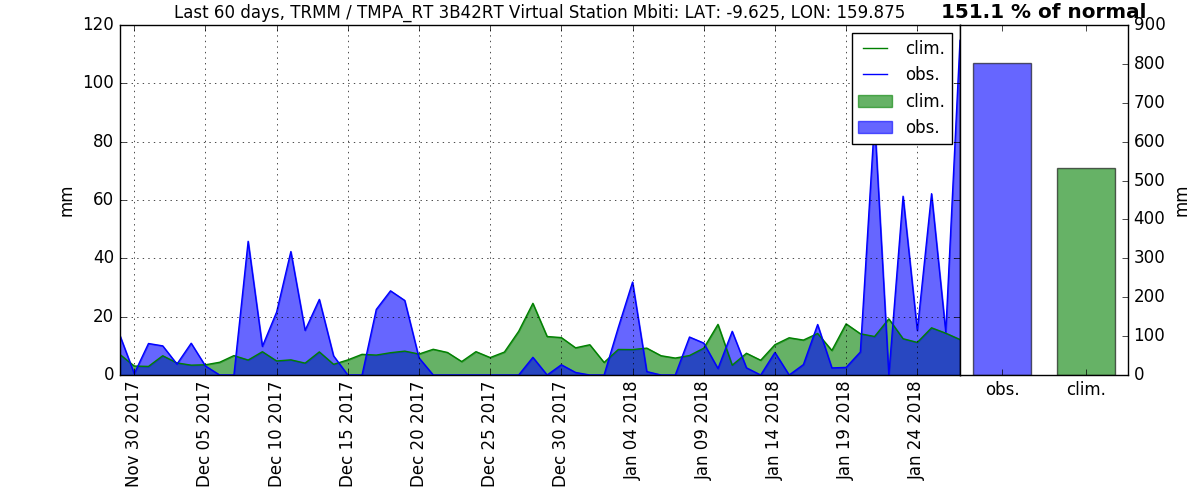 Last 60 days, TRMM / TMPA_RT 3B42RT Virtual Station Mbiti: LAT: -9.625, LON: 159.875
151.1 % of normal
120
100
80
60
40
20
0
mm
clim.
obs.
clim.
obs.
900
800
700
600
500
400
300
200
100
0
mm
Nov 30 2017
Dec 05 2017
Dec 10 2017
Dec 15 2017
Dec 20 2017
Dec 25 2017
Dec 30 2017
Jan 04 2018
Jan 09 2018
Jan 14 2018
Jan 19 2018
Jan 24 2018
obs.
clim.